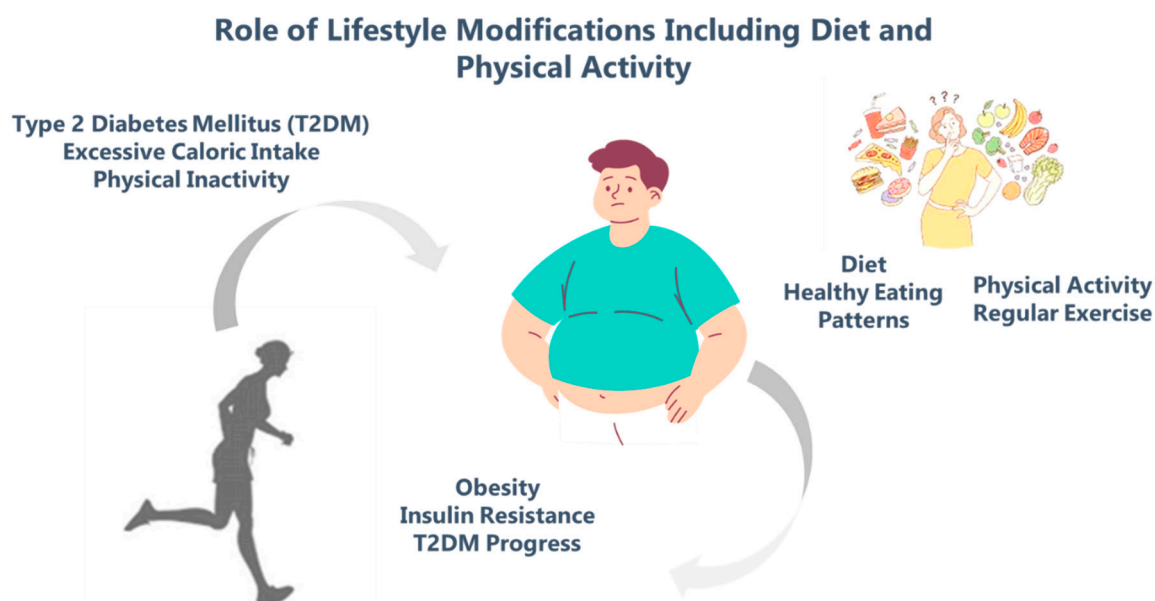 Role of Lifestyle Modifications Including Diet and
Physical Activity
Type 2 Diabetes Mellitus (T2DM)
Excessive Caloric Intake
Physical Inactivity
? ? ?
Diet
Healthy Eating
Patterns
Physical Activity
Regular Exercise
Obesity
Insulin Resistance
T2DM Progress